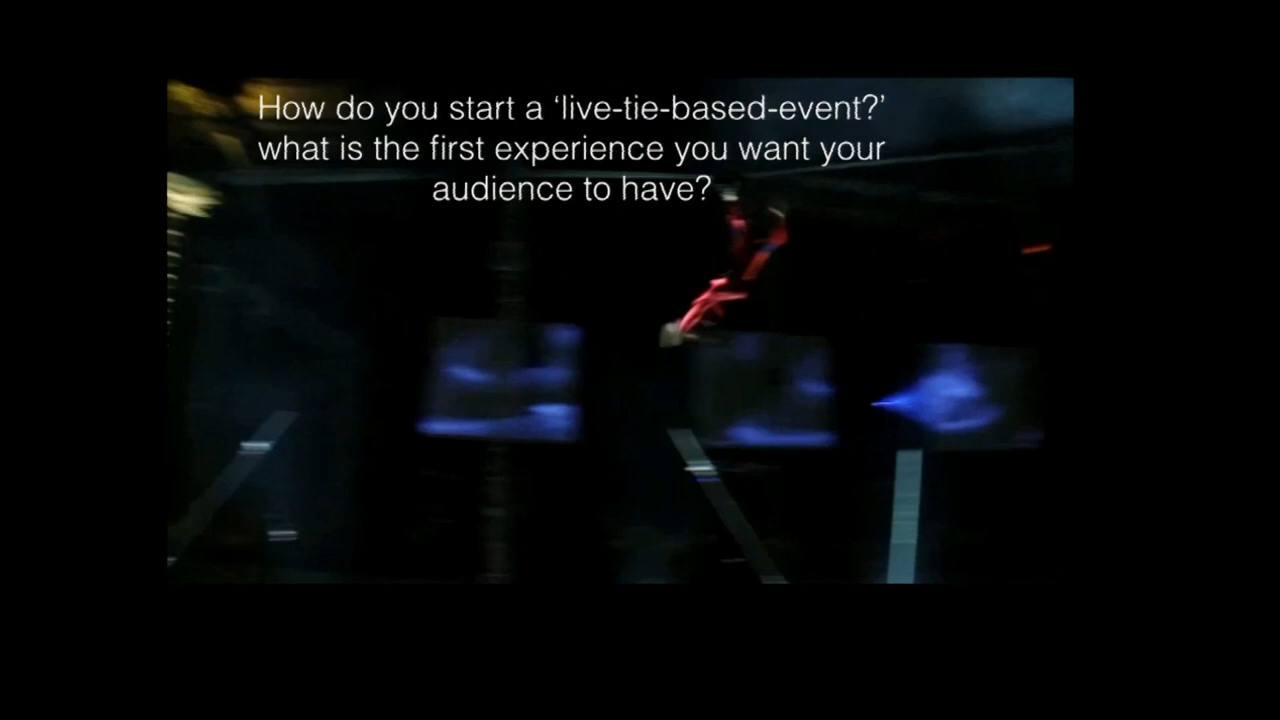 How do you start a ‘live-tie-based-event?’
what is the first experience you want your
audience to have?